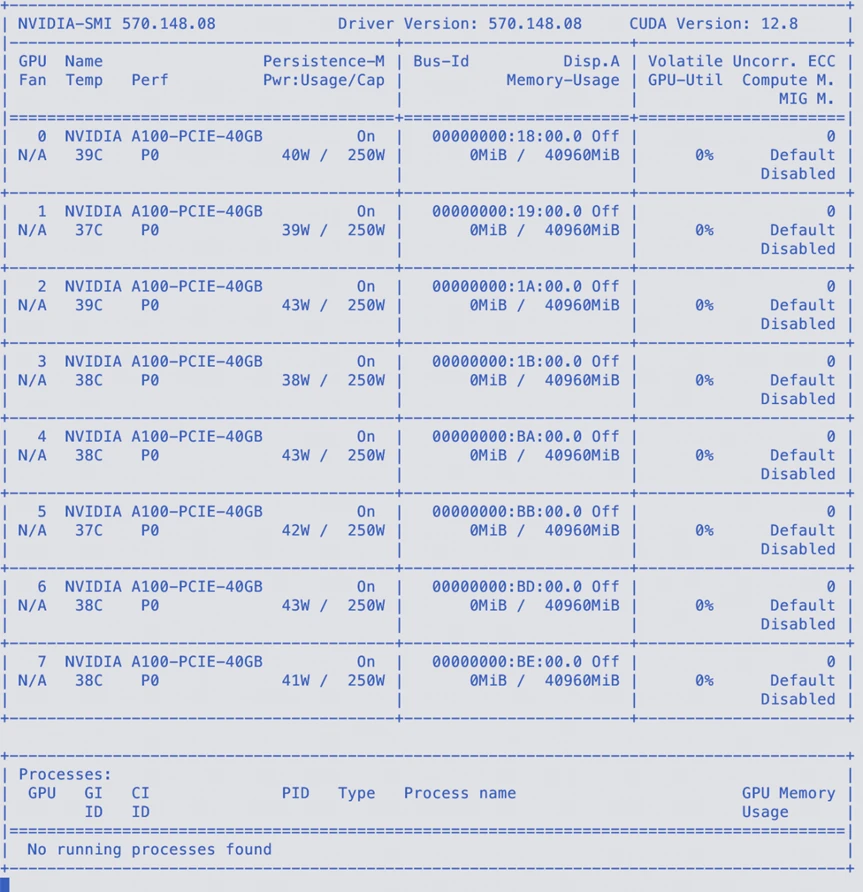 +-----------------------------------------------------------------------------------------+
| NVIDIA-SMI 570.148.08             Driver Version: 570.148.08     CUDA Version: 12.8     |
|-----------------------------------------+------------------------+----------------------+
| GPU  Name                 Persistence-M | Bus-Id          Disp.A | Volatile Uncorr. ECC |
| Fan  Temp   Perf          Pwr:Usage/Cap |           Memory-Usage | GPU-Util  Compute M. |
|                                         |                        |               MIG M. |
|=========================================+========================+======================|
|   0  NVIDIA A100-PCIE-40GB          On  |   00000000:18:00.0 Off |                    0 |
| N/A   39C    P0              40W /  250W |       0MiB /  40960MiB |      0%      Default |
|                                         |                        |             Disabled |
+-----------------------------------------+------------------------+----------------------+
|   1  NVIDIA A100-PCIE-40GB          On  |   00000000:19:00.0 Off |                    0 |
| N/A   37C    P0              39W /  250W |       0MiB /  40960MiB |      0%      Default |
|                                         |                        |             Disabled |
+-----------------------------------------+------------------------+----------------------+
|   2  NVIDIA A100-PCIE-40GB          On  |   00000000:1A:00.0 Off |                    0 |
| N/A   39C    P0              43W /  250W |       0MiB /  40960MiB |      0%      Default |
|                                         |                        |             Disabled |
+-----------------------------------------+------------------------+----------------------+
|   3  NVIDIA A100-PCIE-40GB          On  |   00000000:1B:00.0 Off |                    0 |
| N/A   38C    P0              38W /  250W |       0MiB /  40960MiB |      0%      Default |
|                                         |                        |             Disabled |
+-----------------------------------------+------------------------+----------------------+
|   4  NVIDIA A100-PCIE-40GB          On  |   00000000:BA:00.0 Off |                    0 |
| N/A   38C    P0              43W /  250W |       0MiB /  40960MiB |      0%      Default |
|                                         |                        |             Disabled |
+-----------------------------------------+------------------------+----------------------+
|   5  NVIDIA A100-PCIE-40GB          On  |   00000000:BB:00.0 Off |                    0 |
| N/A   37C    P0              42W /  250W |       0MiB /  40960MiB |      0%      Default |
|                                         |                        |             Disabled |
+-----------------------------------------+------------------------+----------------------+
|   6  NVIDIA A100-PCIE-40GB          On  |   00000000:BD:00.0 Off |                    0 |
| N/A   38C    P0              43W /  250W |       0MiB /  40960MiB |      0%      Default |
|                                         |                        |             Disabled |
+-----------------------------------------+------------------------+----------------------+
|   7  NVIDIA A100-PCIE-40GB          On  |   00000000:BE:00.0 Off |                    0 |
| N/A   38C    P0              41W /  250W |       0MiB /  40960MiB |      0%      Default |
|                                         |                        |             Disabled |
+-----------------------------------------+------------------------+----------------------+

+-----------------------------------------------------------------------------------------+
| Processes:                                                                              |
|  GPU   GI   CI              PID   Type   Process name                        GPU Memory |
|        ID   ID                                                               Usage      |
|=========================================================================================|
|  No running processes found                                                             |
+-----------------------------------------------------------------------------------------+